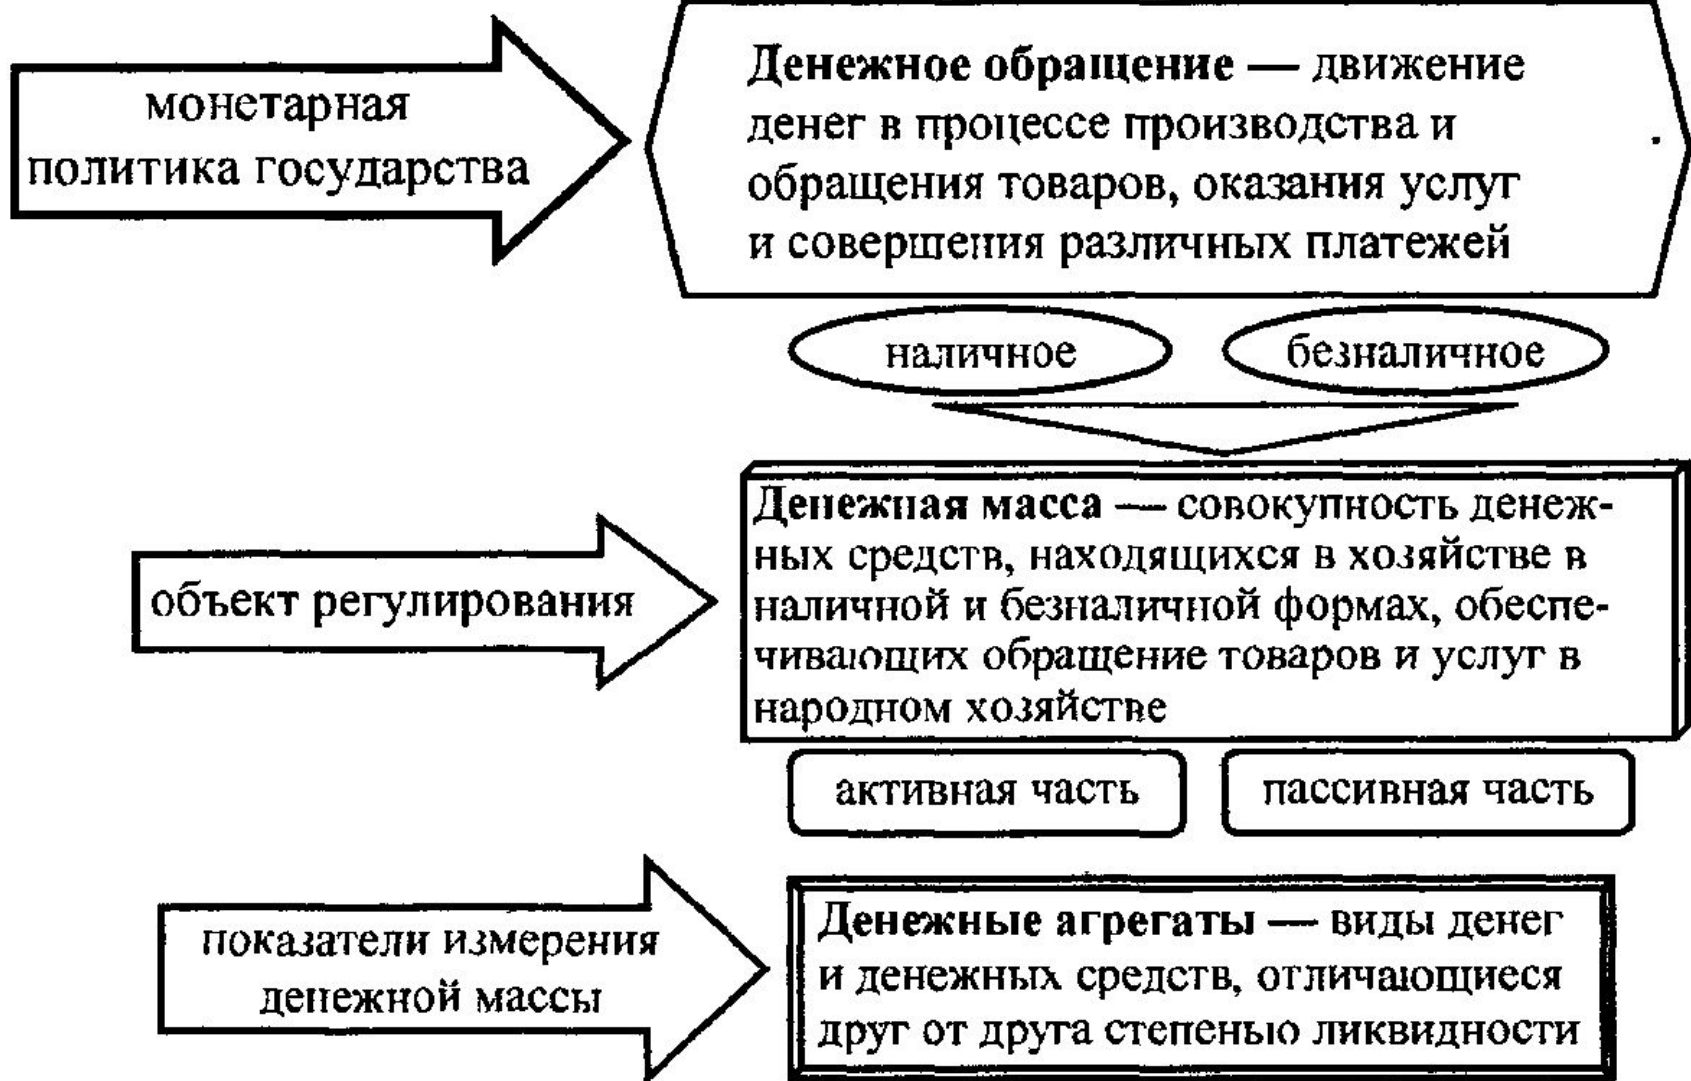 монетарная
политика государства
Денежное обращение — движение
денег в процессе производства и
обращения товаров, оказания услуг
и совершения различных платежей
наличное
безналичное
объект регулирования
Денежная масса — совокупность денеж-
ных средств, находящихся в хозяйстве в
наличной и безналичной формах, обеспе-
чивающих обращение товаров и услуг в
народном хозяйстве
активная часть
пассивная часть
показатели измерения
денежной массы
Денежные агрегаты — виды денег
и денежных средств, отличающиеся
друг от друга степенью ликвидности